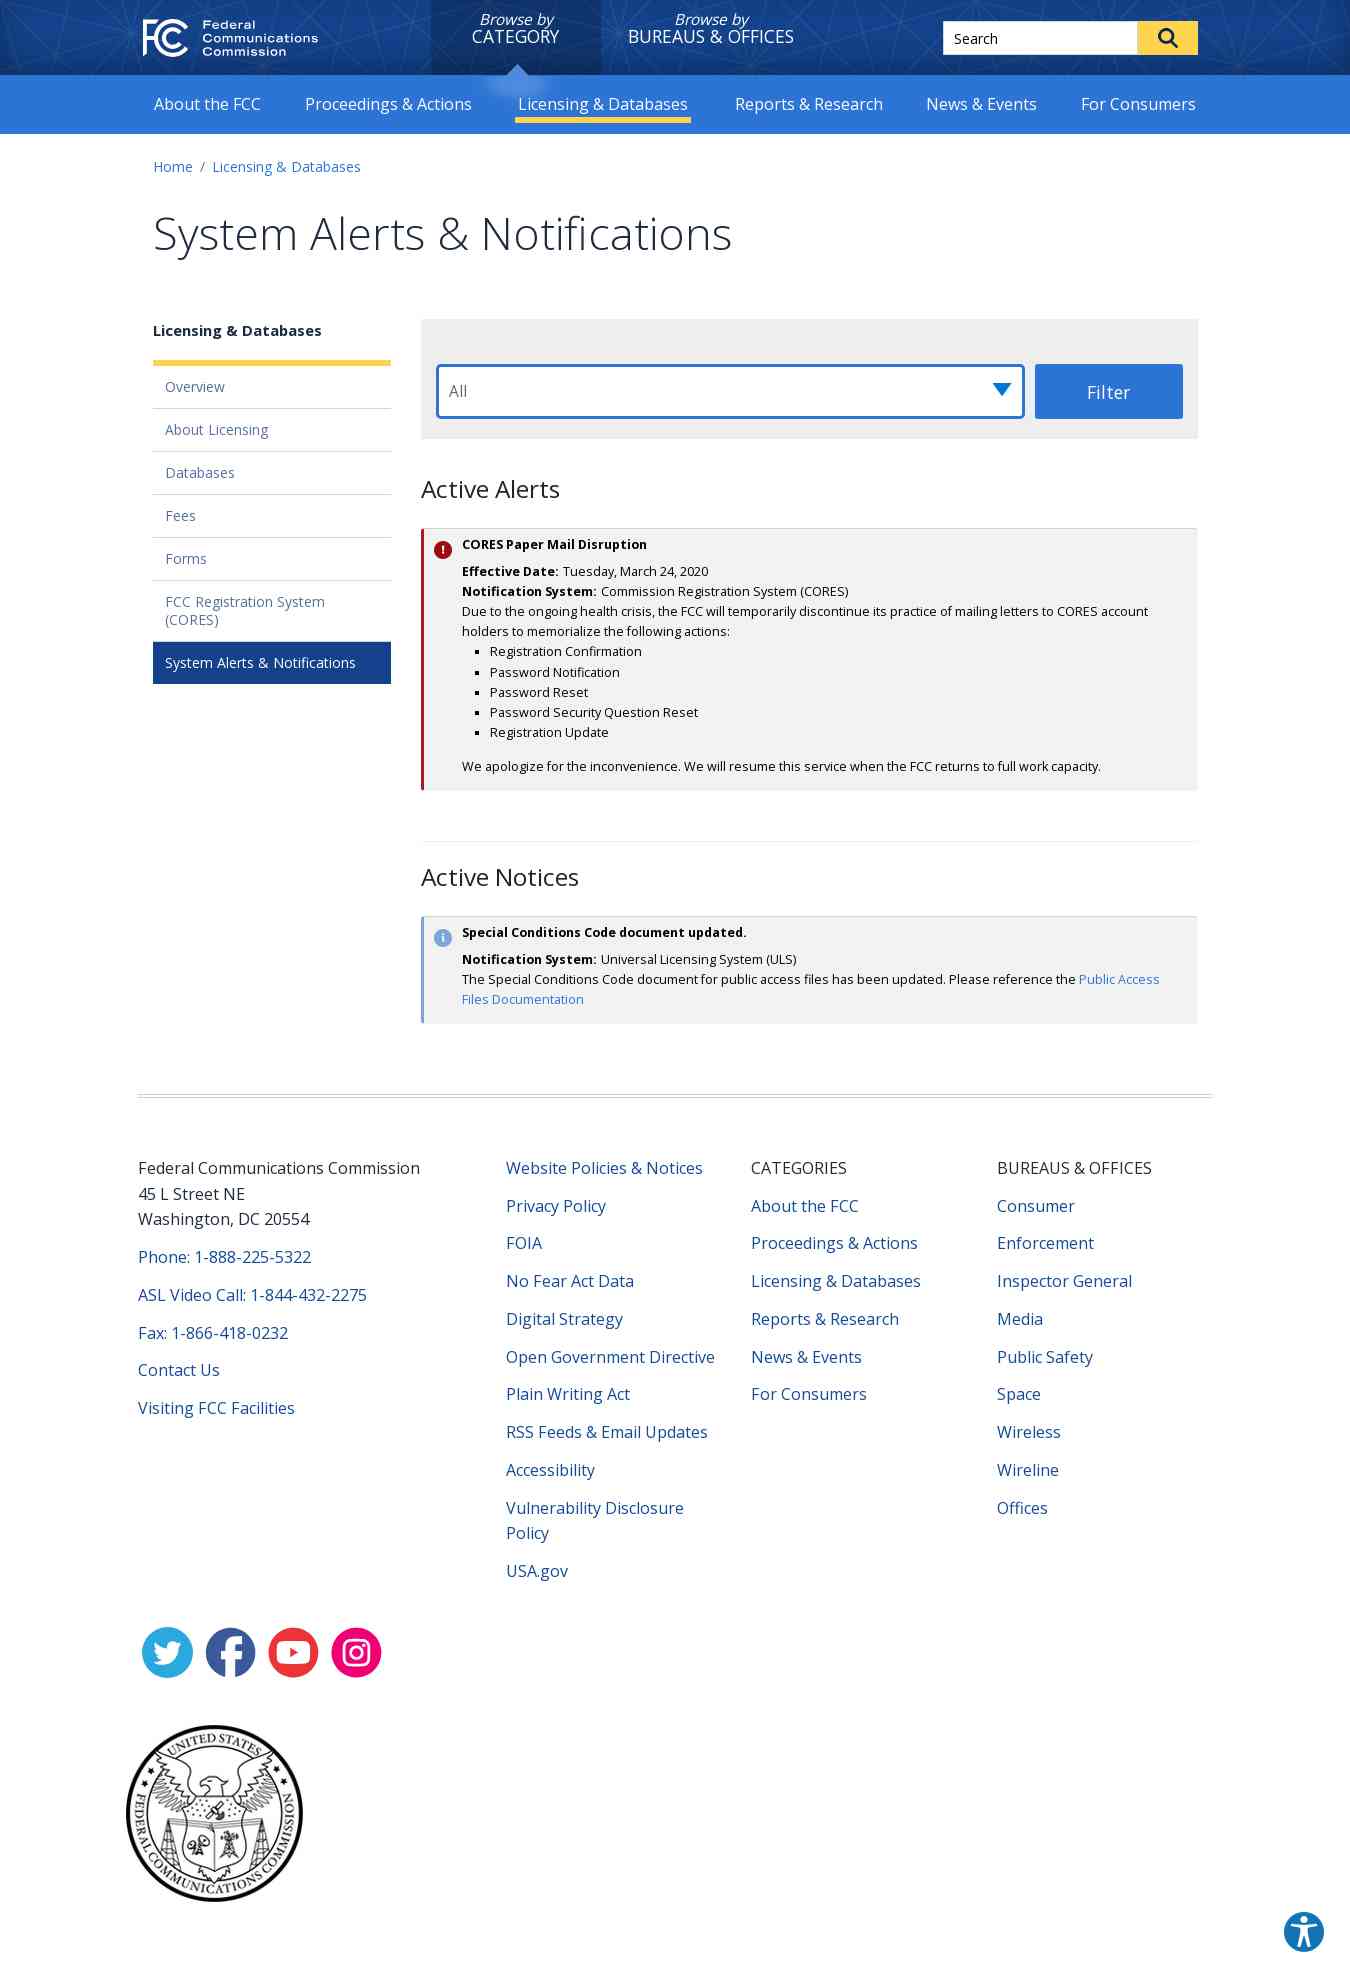 FCC
Federal
Communications
Commission
Browse by
CATEGORY
Browse by
BUREAUS & OFFICES
Search
About the FCC
Proceedings & Actions
Licensing & Databases
Reports & Research
News & Events
For Consumers
Home / Licensing & Databases
System Alerts & Notifications
Licensing & Databases
Overview
About Licensing
Databases
Fees
Forms
FCC Registration System
(CORES)
System Alerts & Notifications
All
Filter
Active Alerts
CORES Paper Mail Disruption
Effective Date: Tuesday, March 24, 2020
Notification System: Commission Registration System (CORES)
Due to the ongoing health crisis, the FCC will temporarily discontinue its practice of mailing letters to CORES account
holders to memorialize the following actions:
Registration Confirmation
Password Notification
Password Reset
Password Security Question Reset
Registration Update
We apologize for the inconvenience. We will resume this service when the FCC returns to full work capacity.
Active Notices
Special Conditions Code document updated.
Notification System: Universal Licensing System (ULS)
The Special Conditions Code document for public access files has been updated. Please reference the Public Access
Files Documentation
Federal Communications Commission
45 L Street NE
Washington, DC 20554
Phone: 1-888-225-5322
ASL Video Call: 1-844-432-2275
Fax: 1-866-418-0232
Contact Us
Visiting FCC Facilities
Website Policies & Notices
Privacy Policy
FOIA
No Fear Act Data
Digital Strategy
Open Government Directive
Plain Writing Act
RSS Feeds & Email Updates
Accessibility
Vulnerability Disclosure
Policy
USA.gov
CATEGORIES
About the FCC
Proceedings & Actions
Licensing & Databases
Reports & Research
News & Events
For Consumers
BUREAUS & OFFICES
Consumer
Enforcement
Inspector General
Media
Public Safety
Space
Wireless
Wireline
Offices
UNITED STATES
FEDERAL COMMUNICATIONS COMMISSION